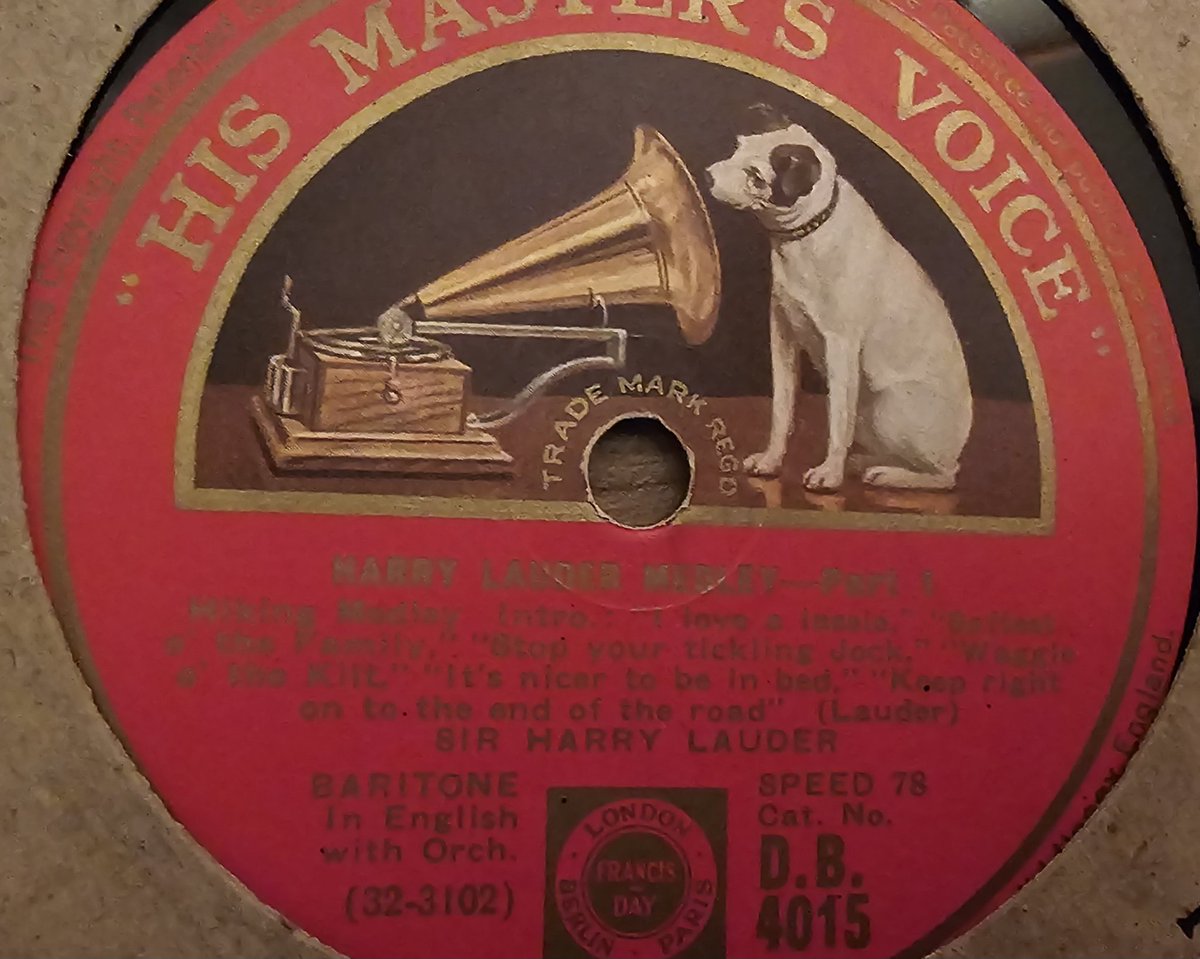 "HIS MASTER'S VOICE"
TRADE MARK REGD
HARRY LAUDER MEDLEY—Part 1
Hiking Medley Intro.: "I love a lassie," "Softest
o' the Family," "Stop your tickling Jock," "Waggle
o' the Kilt," "It's nicer to be in bed," "Keep right
on to the end of the road" (Lauder)
SIR HARRY LAUDER
BARITONE
In English
with Orch.
(32-3102)
LONDON
FRANCIS
DAY
BERLIN
PARIS
SPEED 78
Cat. No.
D.B.
4015
England.